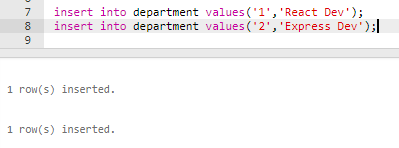 7 insert into department values('1','React Dev');
8 insert into department values('2','Express Dev');
9
1 row(s) inserted.
1 row(s) inserted.